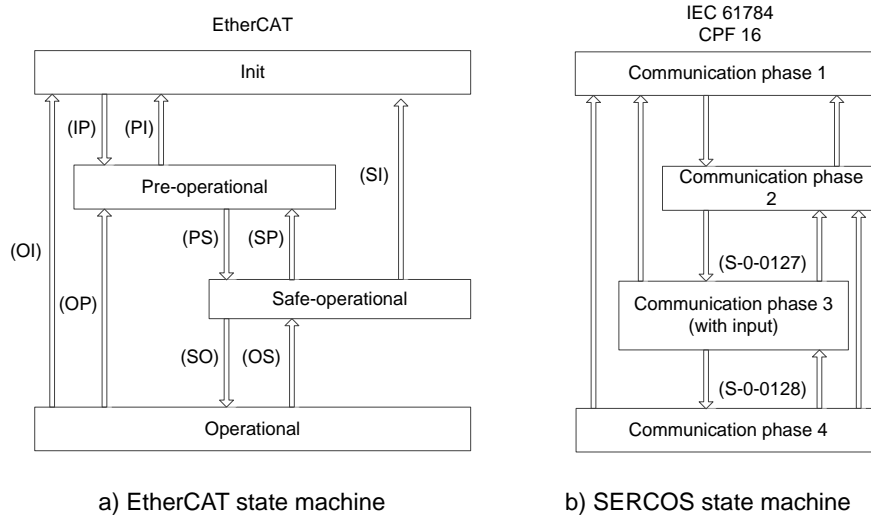 EtherCAT
Init
(IP)
(PI)
Pre-operational
(SI)
(OI)
(PS)
(SP)
Safe-operational
(OP)
(SO)
(OS)
Operational
a) EtherCAT state machine
IEC 61784
CPF 16
Communication phase 1
Communication phase
2
(S-0-0127)
Communication phase 3
(with input)
(S-0-0128)
Communication phase 4
b) SERCOS state machine